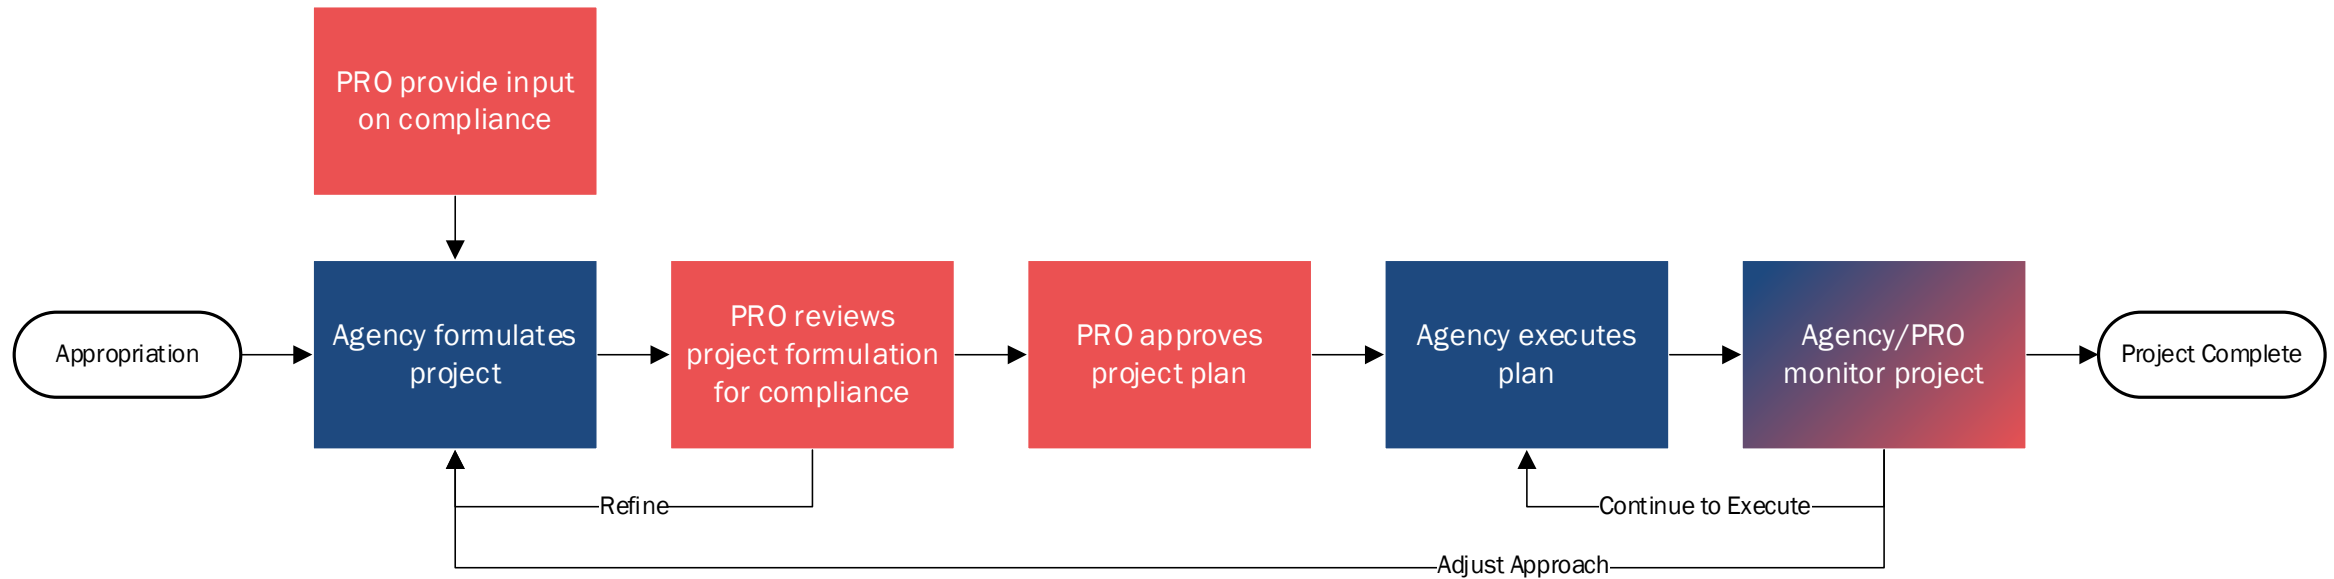 PRO provide input
on compliance
Appropriation
Agency formulates
project
PRO reviews
project formulation
for compliance
PRO approves
project plan
Agency executes
plan
Agency/PRO
monitor project
Project Complete
Refine
Continue to Execute
Adjust Approach